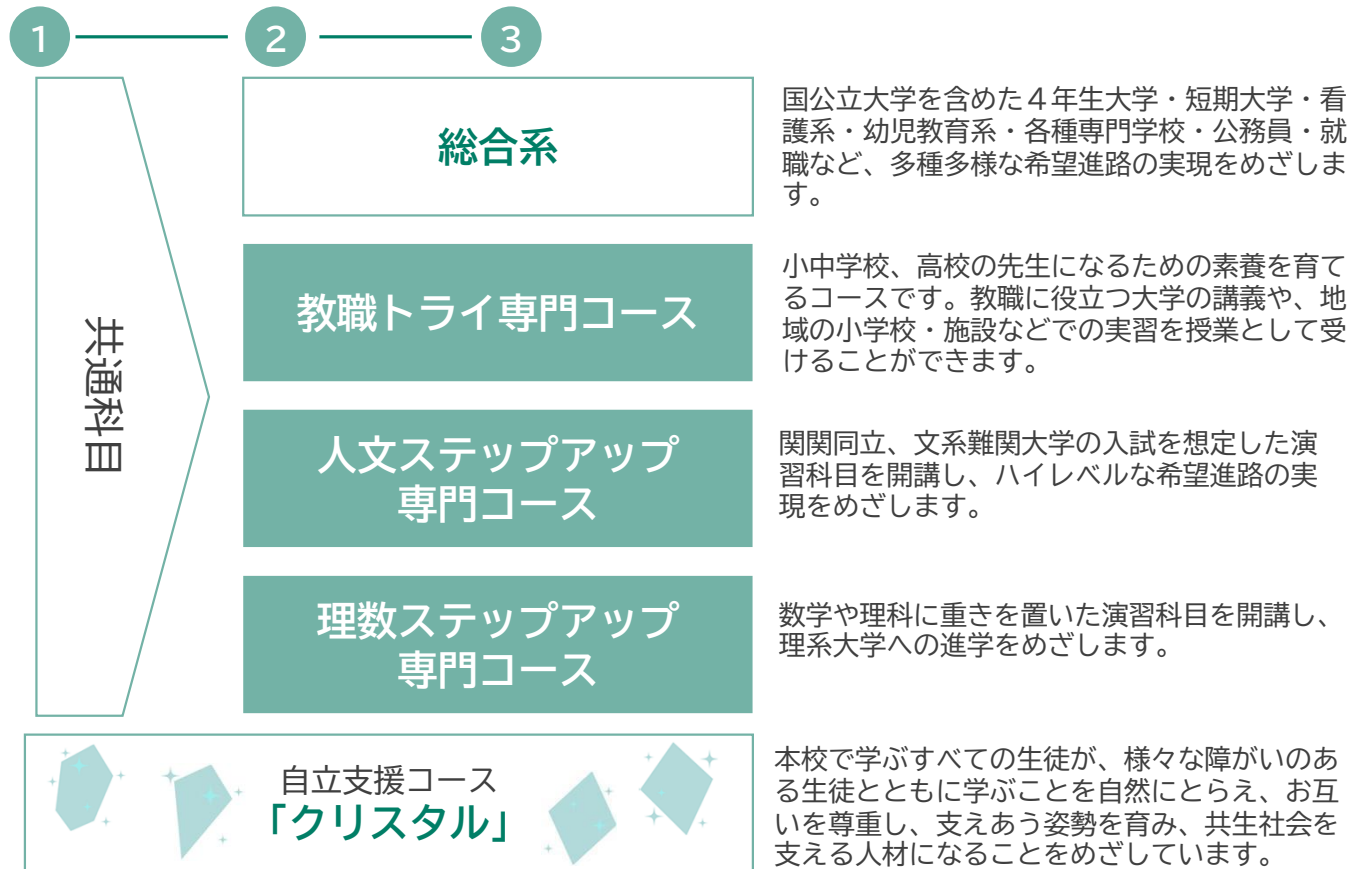 1
2
3
共通科目
総合系
国公立大学を含めた４年生大学・短期大学・看
護系・幼児教育系・各種専門学校・公務員・就
職など、多種多様な希望進路の実現をめざしま
す。
教職トライ専門コース
小中学校、高校の先生になるための素養を育て
るコースです。教職に役立つ大学の講義や、地
域の小学校・施設などでの実習を授業として受
けることができます。
人文ステップアップ
専門コース
関関同立、文系難関大学の入試を想定した演
習科目を開講し、ハイレベルな希望進路の実
現をめざします。
理数ステップアップ
専門コース
数学や理科に重きを置いた演習科目を開講し、
理系大学への進学をめざします。
自立支援コース
「クリスタル」
本校で学ぶすべての生徒が、様々な障がいのあ
る生徒とともに学ぶことを自然にとらえ、お互
いを尊重し、支えあう姿勢を育み、共生社会を
支える人材になることをめざしています。